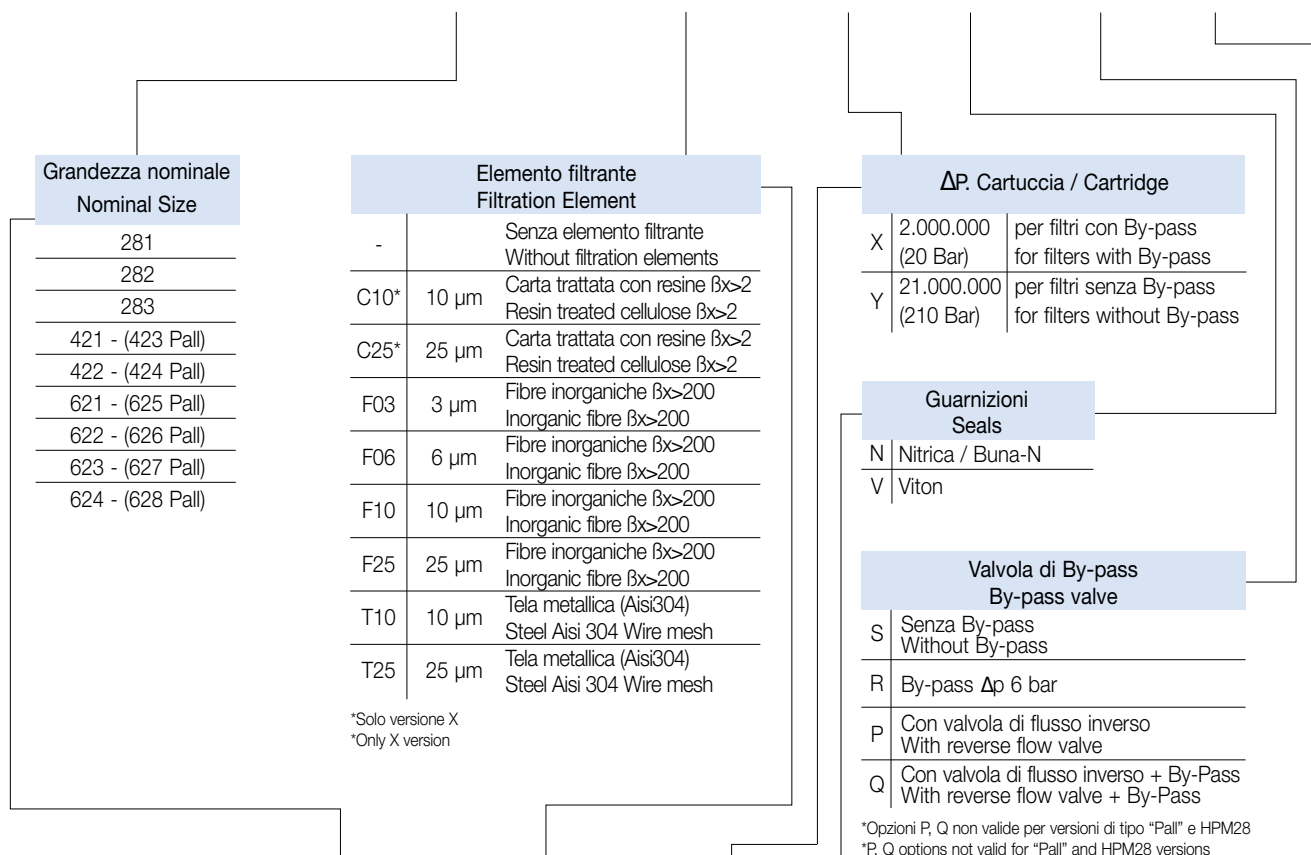 Grandezza nominale
Nominal Size
281
282
283
421 - (423 Pall)
422 - (424 Pall)
621 - (625 Pall)
622 - (626 Pall)
623 - (627 Pall)
624 - (628 Pall)
Elemento filtrante
Filtration Element
- Senza elemento filtrante
Without filtration elements
C10* 10 µm Carta trattata con resine ßx>2
Resin treated cellulose ßx>2
C25* 25 µm Carta trattata con resine ßx>2
Resin treated cellulose ßx>2
F03 3 µm Fibre inorganiche ßx>200
Inorganic fibre ßx>200
F06 6 µm Fibre inorganiche ßx>200
Inorganic fibre ßx>200
F10 10 µm Fibre inorganiche ßx>200
Inorganic fibre ßx>200
F25 25 µm Fibre inorganiche ßx>200
Inorganic fibre ßx>200
T10 10 µm Tela metallica (Aisi304)
Steel Aisi 304 Wire mesh
T25 25 µm Tela metallica (Aisi304)
Steel Aisi 304 Wire mesh
*Solo versione X
*Only X version
ΔP. Cartuccia / Cartridge
X 2.000.000 per filtri con By-pass
(20 Bar) for filters with By-pass
Y 21.000.000 per filtri senza By-pass
(210 Bar) for filters without By-pass
Guarnizioni
Seals
N Nitrica / Buna-N
V Viton
Valvola di By-pass
By-pass valve
S Senza By-pass
Without By-pass
R By-pass Δp 6 bar
P Con valvola di flusso inverso
With reverse flow valve
Q Con valvola di flusso inverso + By-Pass
With reverse flow valve + By-Pass
*Opzioni P, Q non valide per versioni di tipo “Pall” e HPM28
*P, Q options not valid for “Pall” and HPM28 versions